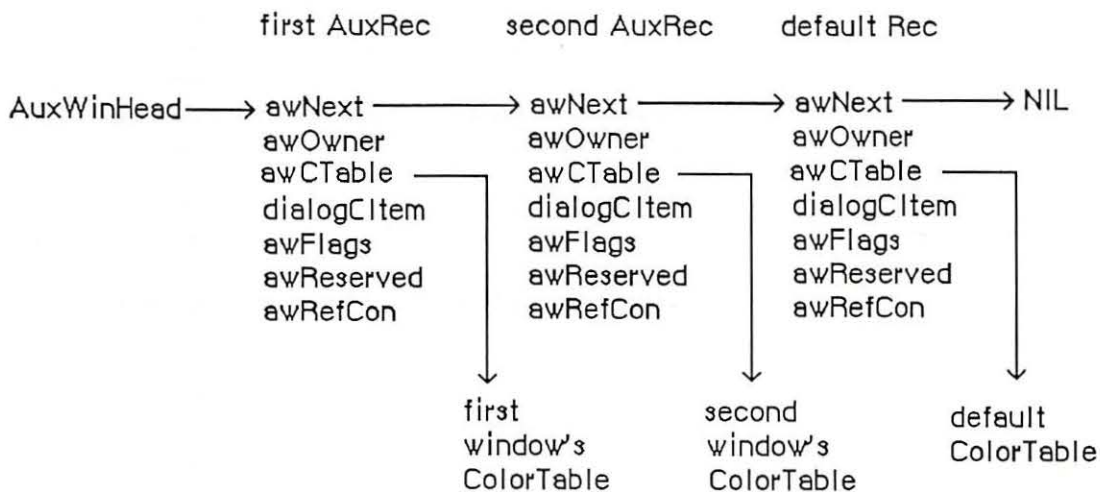 first AuxRec second AuxRec default Rec
AuxWinHead awNext awNext awNext NIL
awOwner awOwner awOwner
awCTable awCTable awCTable
dialogCItem dialogCItem dialogCItem
awFlags awFlags awFlags
awReserved awReserved awReserved
awRefCon awRefCon awRefCon
first second default
window's window's ColorTable
ColorTable ColorTable